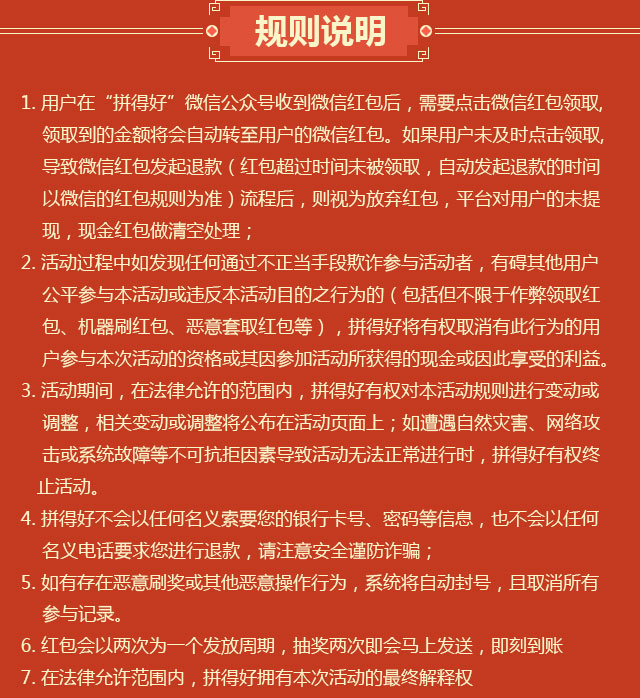 规则说明
1. 用户在“拼得好”微信公众号收到微信红包后，需要点击微信红包领取,
领取到的金额将会自动转至用户的微信红包。如果用户未及时点击领取,
导致微信红包发起退款（红包超过时间未被领取，自动发起退款的时间
以微信的红包规则为准）流程后，则视为放弃红包，平台对用户的未提
现，现金红包做清空处理；
2. 活动过程中如发现任何通过不正当手段欺诈参与活动者，有碍其他用户
公平参与本活动或违反本活动目的之行为的（包括但不限于作弊领取红
包、机器刷红包、恶意套取红包等），拼得好将有权取消有此行为的用
户参与本次活动的资格或其因参加活动所获得的现金或因此享受的利益。
3. 活动期间，在法律允许的范围内，拼得好有权对本活动规则进行变动或
调整，相关变动或调整将公布在活动页面上；如遭遇自然灾害、网络攻
击或系统故障等不可抗拒因素导致活动无法正常进行时，拼得好有权终
止活动。
4. 拼得好不会以任何名义索要您的银行卡号、密码等信息，也不会以任何
名义电话要求您进行退款，请注意安全谨防诈骗；
5. 如有存在恶意刷奖或其他恶意操作行为，系统将自动封号，且取消所有
参与记录。
6. 红包会以两次为一个发放周期，抽奖两次即会马上发送，即刻到账
7. 在法律允许范围内，拼得好拥有本次活动的最终解释权